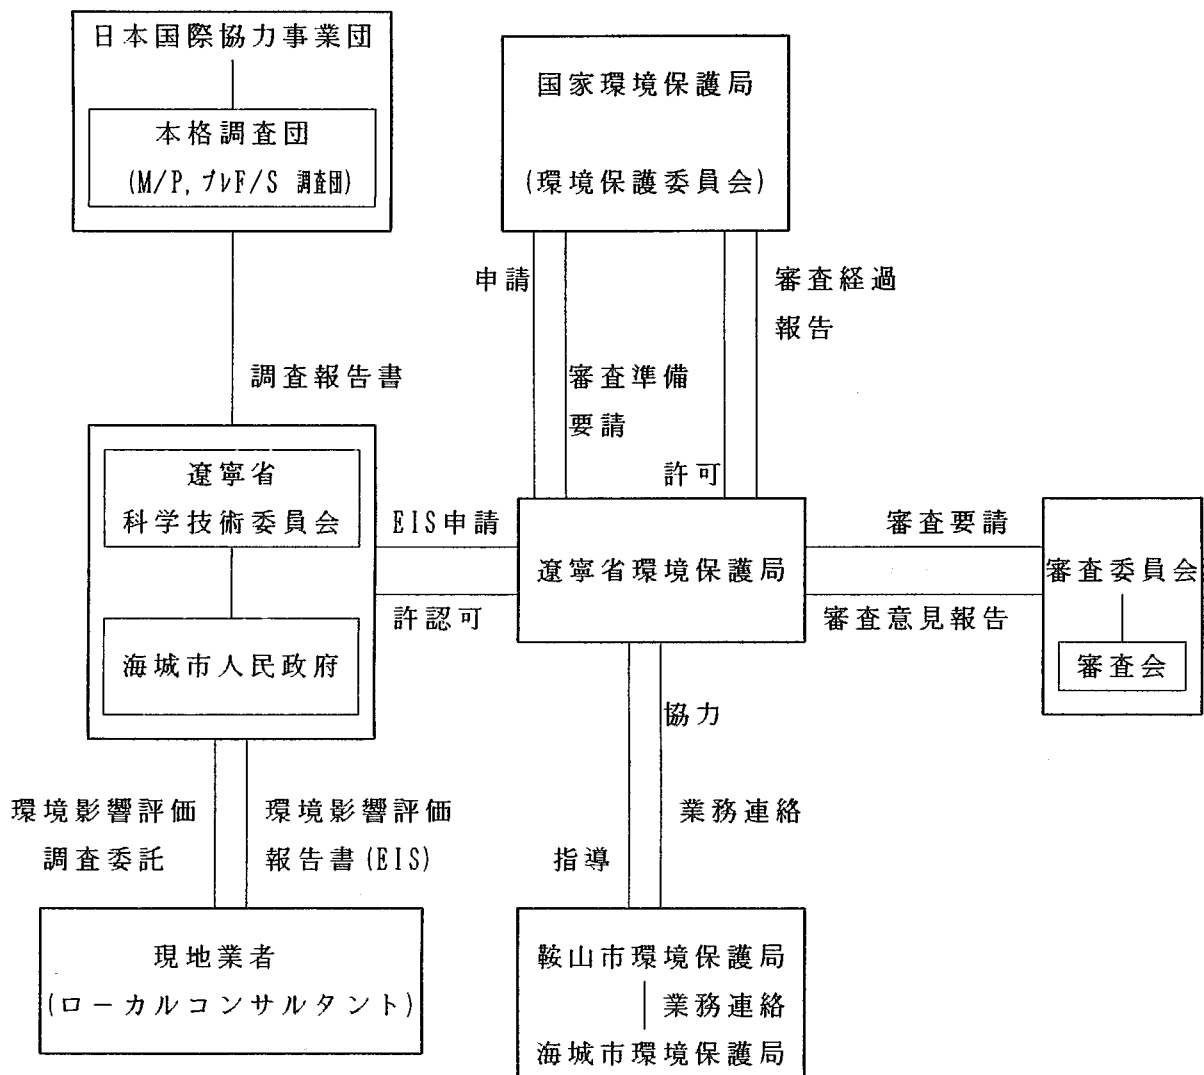 日本国際協力事業団
本格調査団
(M/P, プレF/S 調査団)
国家環境保護局
(環境保護委員会)
申請
審査経過
報告
調査報告書
審査準備
要請
許可
遼寧省
科学技術委員会
海城市人民政府
EIS申請
許認可
遼寧省環境保護局
審査要請
審査意見報告
審査委員会
審査会
協力
業務連絡
指導
環境影響評価
調査委託
環境影響評価
報告書(EIS)
現地業者
(ローカルコンサルタント)
鞍山市環境保護局
業務連絡
海城市環境保護局